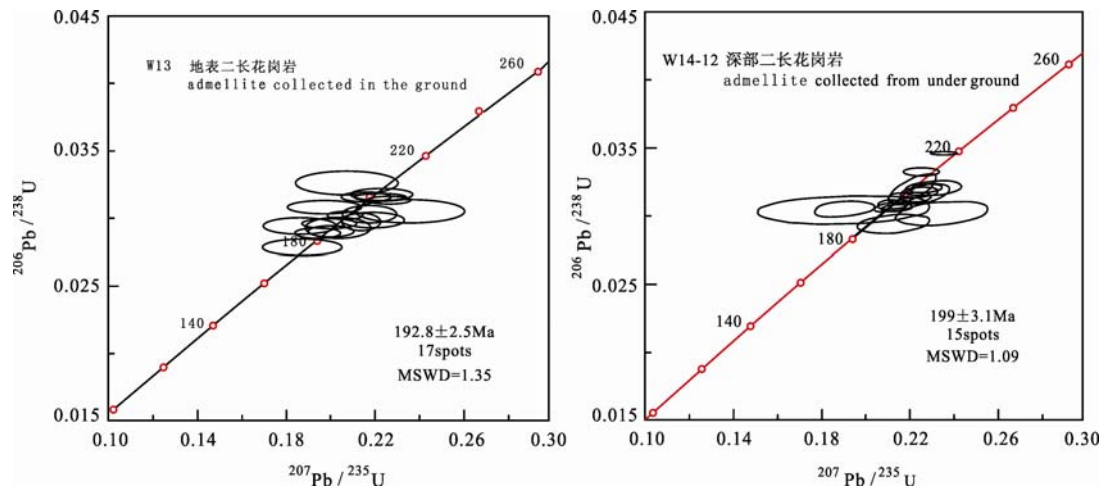 0.045
0.035
0.025
0.015
²⁰⁶Pb/²³⁸U
W13 地表二长花岗岩
admellite collected in the ground
260
220
180
140
192.8±2.5Ma
17spots
MSWD=1.35
0.10 0.14 0.18 0.22 0.26 0.30
²⁰⁷Pb/²³⁵U
0.045
0.035
0.025
0.015
²⁰⁶Pb/²³⁸U
W14-12 深部二长花岗岩
admellite collected from under ground
260
220
180
140
199±3.1Ma
15spots
MSWD=1.09
0.10 0.14 0.18 0.22 0.26 0.30
²⁰⁷Pb/²³⁵U